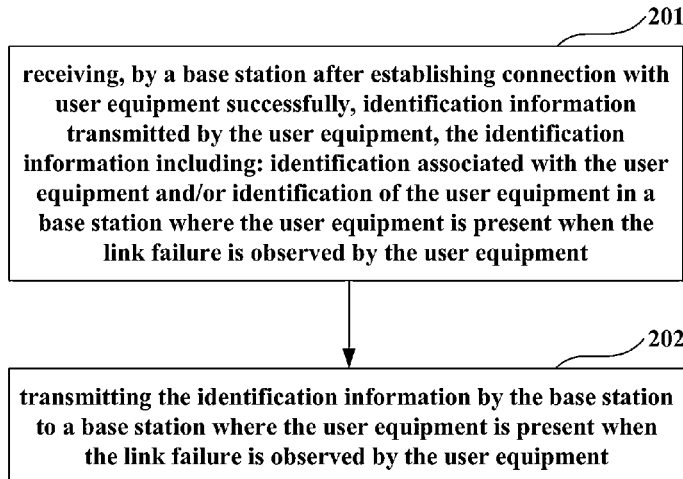 201
receiving, by a base station after establishing connection with
user equipment successfully, identification information
transmitted by the user equipment, the identification
information including: identification associated with the user
equipment and/or identification of the user equipment in a
base station where the user equipment is present when the
link failure is observed by the user equipment
202
transmitting the identification information by the base station
to a base station where the user equipment is present when
the link failure is observed by the user equipment